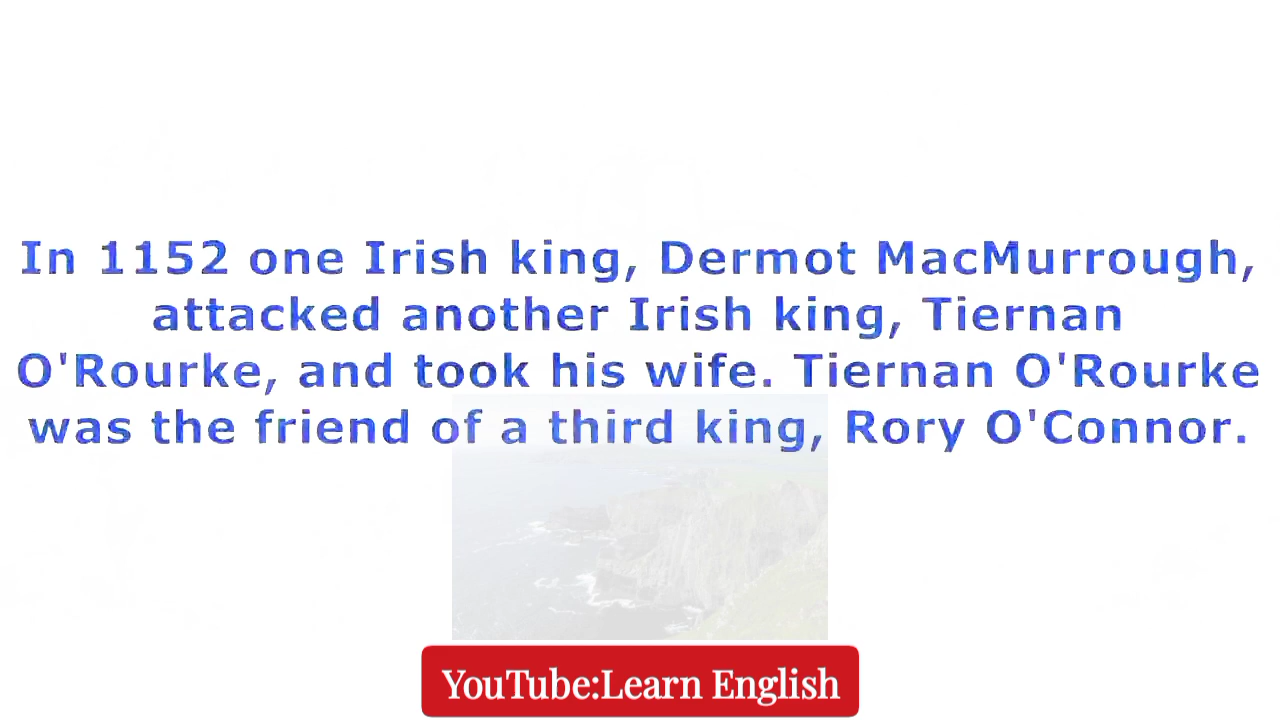 In 1152 one Irish king, Dermot MacMurrough,
attacked another Irish king, Tiernan
O'Rourke, and took his wife. Tiernan O'Rourke
was the friend of a third king, Rory O'Connor.
YouTube:Learn English